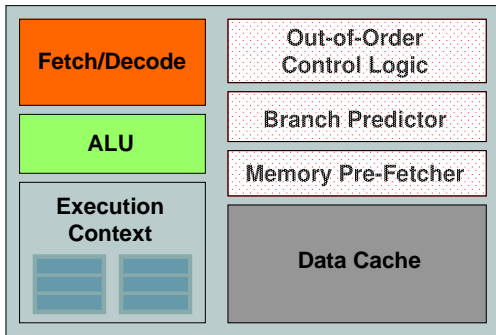 Fetch/Decode
ALU
Execution
Context
Out-of-Order
Control Logic
Branch Predictor
Memory Pre-Fetcher
Data Cache